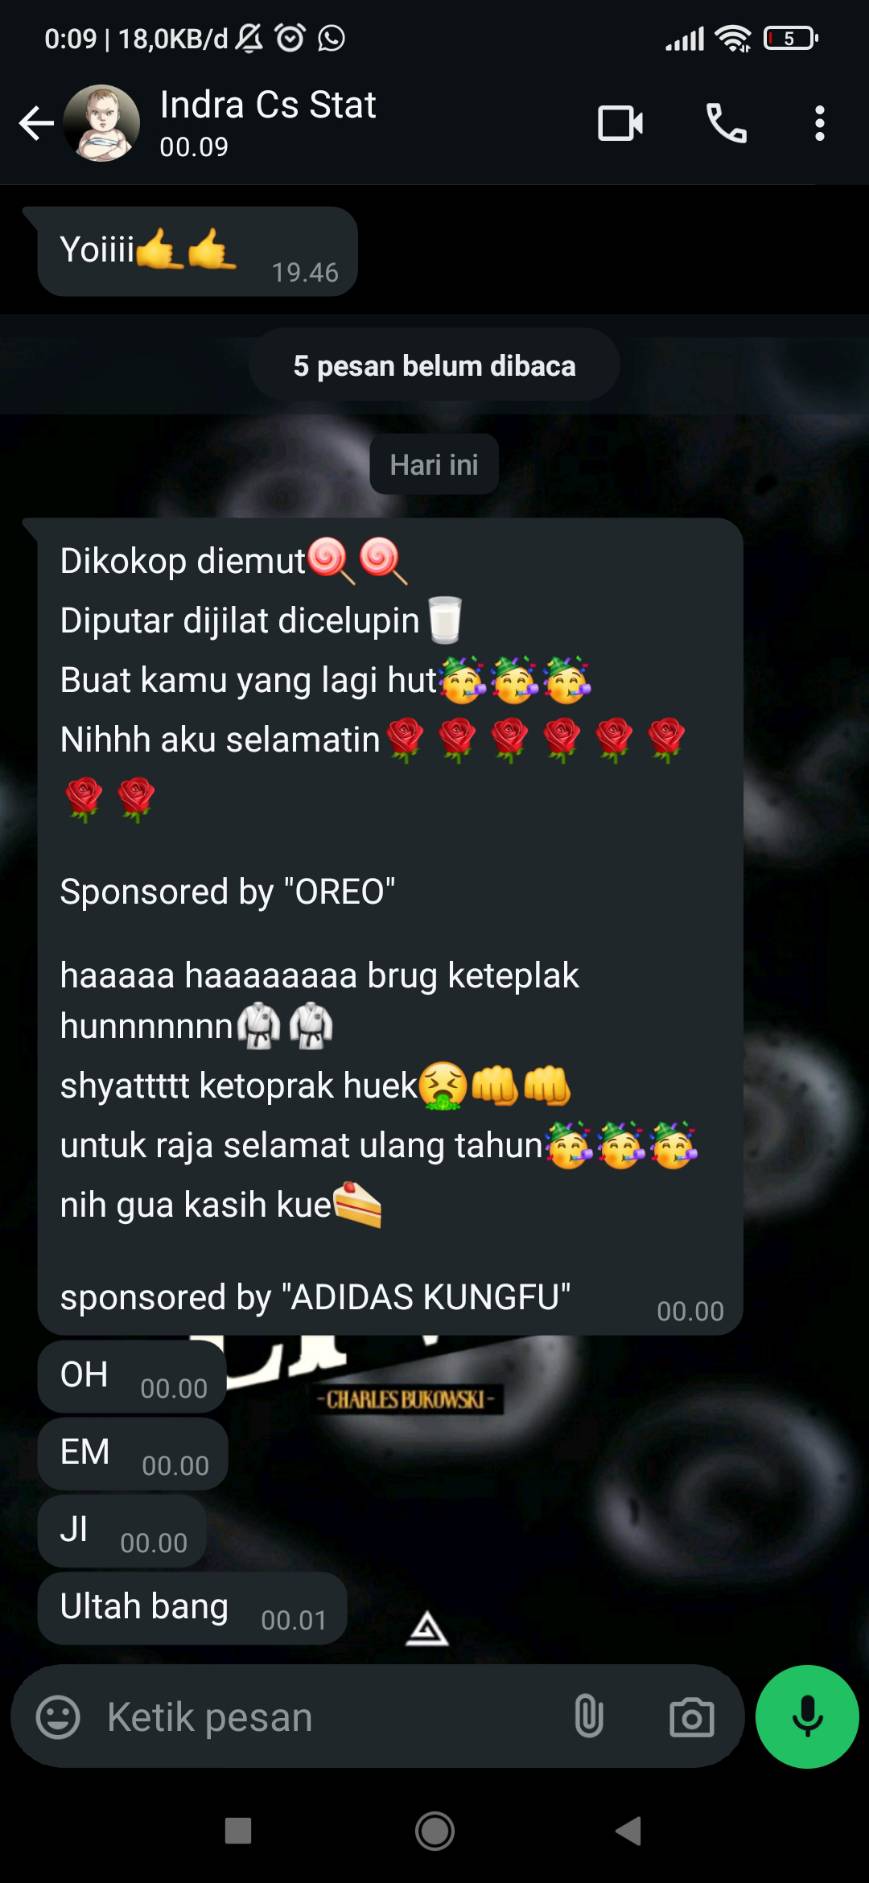 0:09 | 18,0KB/d
5
Indra Cs Stat
00.09
Yoiiii🤙🤙
19.46
5 pesan belum dibaca
Hari ini
Dikokop diemut🍭🍭
Diputar dijilat dicelupin🥛
Buat kamu yang lagi hut🥳🥳🥳
Nihhh aku selamatin🌹🌹🌹🌹🌹🌹
🌹🌹
Sponsored by "OREO"
haaaaa haaaaaaaa brug keteplak
hunnnnnnn🥋🥋
shyattttt ketoprak huek🤮👊👊
untuk raja selamat ulang tahun🥳🥳🥳
nih gua kasih kue🍰
sponsored by "ADIDAS KUNGFU"
00.00
-CHARLES BUKOWSKI-
OH
00.00
EM
00.00
JI
00.00
Ultah bang
00.01
Ketik pesan